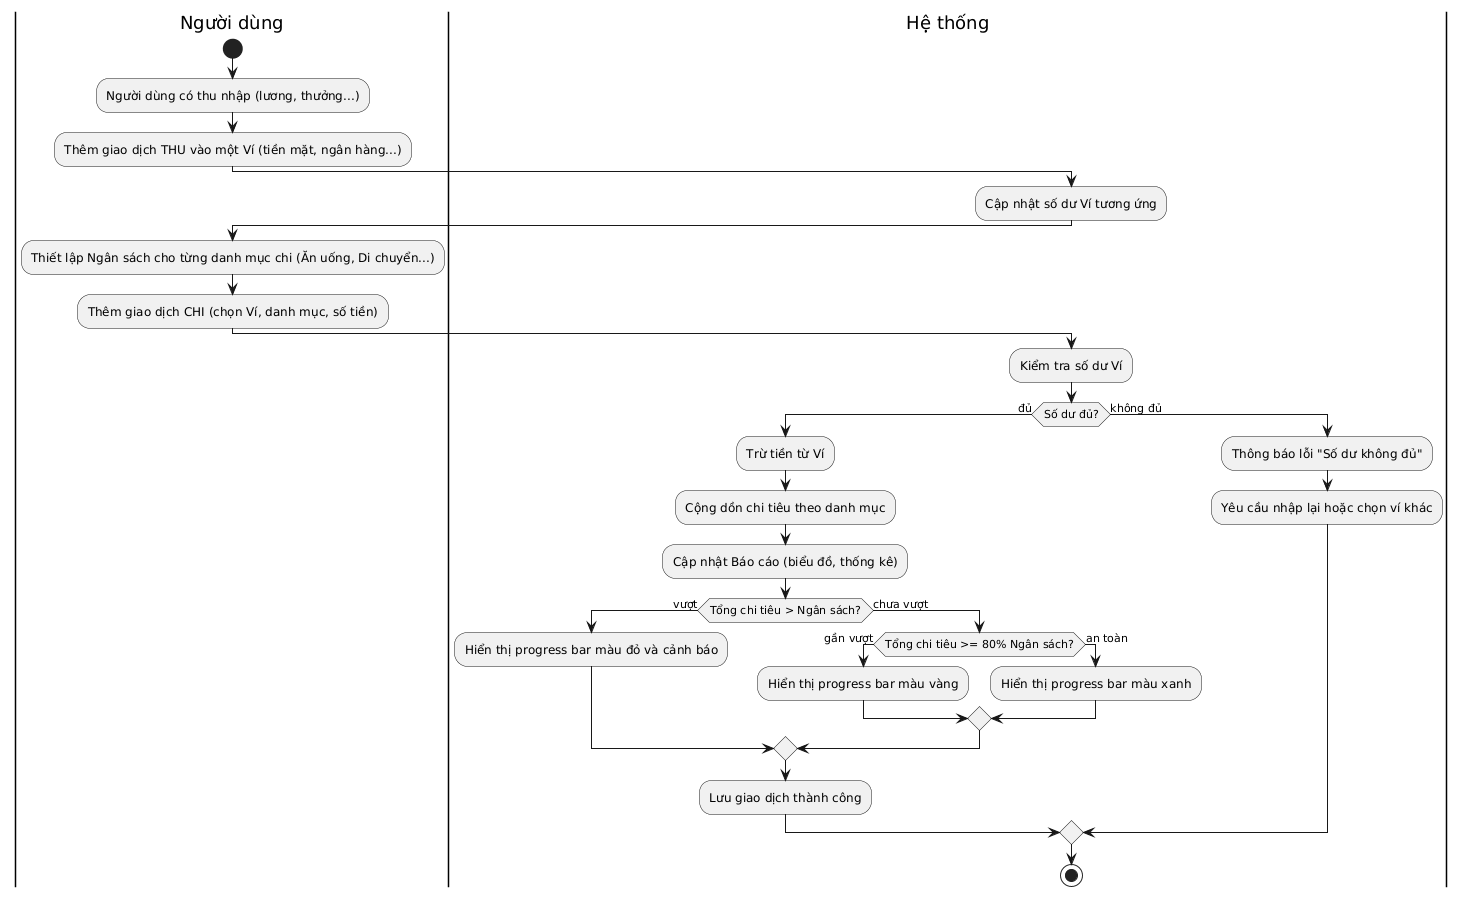 Người dùng
Hệ thống
Người dùng có thu nhập (lương, thưởng...)
Thêm giao dịch THU vào một Ví (tiền mặt, ngân hàng...)
Cập nhật số dư Ví tương ứng
Thiết lập Ngân sách cho từng danh mục chi (Ăn uống, Di chuyển...)
Thêm giao dịch CHI (chọn Ví, danh mục, số tiền)
Kiểm tra số dư Ví
đủ
Số dư đủ?
không đủ
Trừ tiền từ Ví
Thông báo lỗi "Số dư không đủ"
Cộng dồn chi tiêu theo danh mục
Yêu cầu nhập lại hoặc chọn ví khác
Cập nhật Báo cáo (biểu đồ, thống kê)
vượt
Tổng chi tiêu > Ngân sách?
chưa vượt
Hiển thị progress bar màu đỏ và cảnh báo
gần vượt
Tổng chi tiêu >= 80% Ngân sách?
an toàn
Hiển thị progress bar màu vàng
Hiển thị progress bar màu xanh
Lưu giao dịch thành công